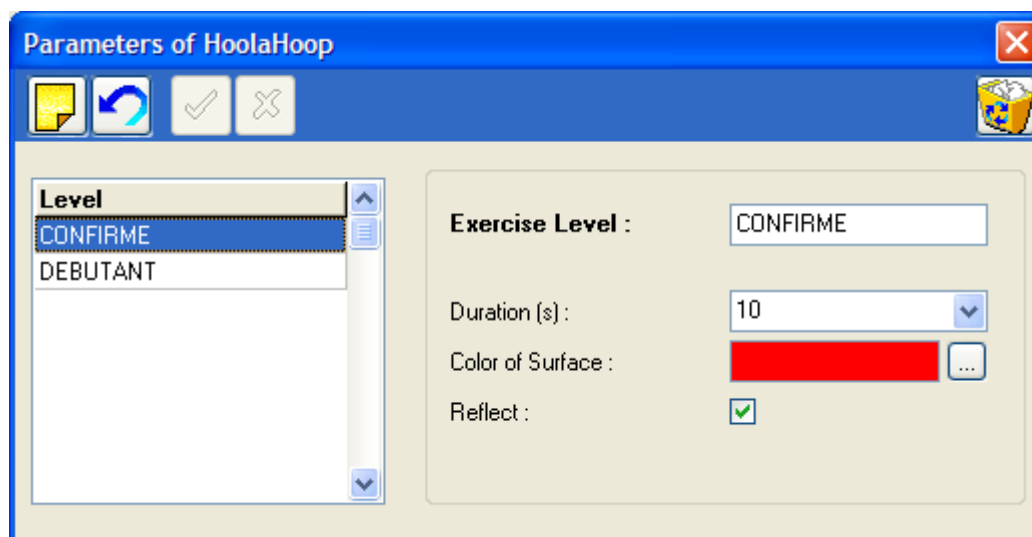 Parameters of HoolaHoop
Level
CONFIRME
DEBUTANT
Exercise Level : CONFIRME
Duration (s) : 10
Color of Surface : ...
Reflect :